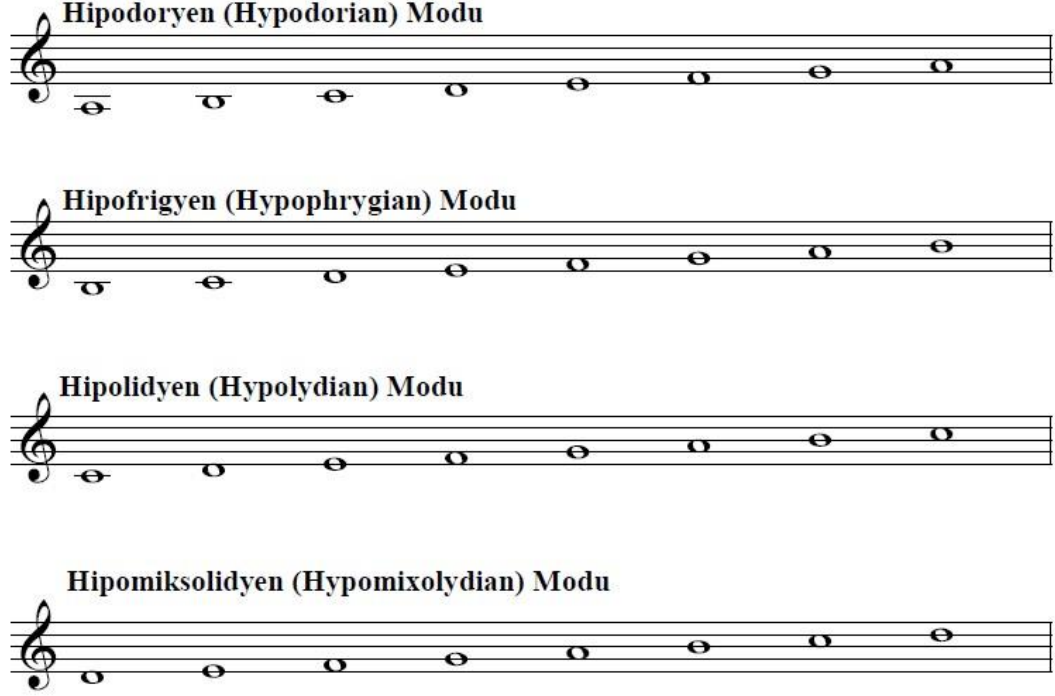 Hipodoryen (Hypodorian) Modu
Hipofrigyen (Hypophrygian) Modu
Hipolidyen (Hypolydian) Modu
Hipomiksolidyen (Hypomixolydian) Modu